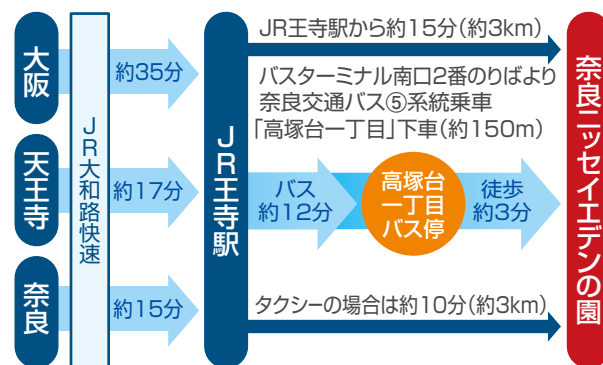 大阪
天王寺
奈良
JR大和路快速
約35分
約17分
約15分
JR王寺駅
JR王寺駅から約15分(約3km)
バスターミナル南口2番のりばより
奈良交通バス⑤系統乗車
「高塚台一丁目」下車(約150m)
バス
約12分
高塚台
一丁目
バス停
徒歩
約3分
タクシーの場合は約10分(約3km)
奈良ニッセイエデンの園